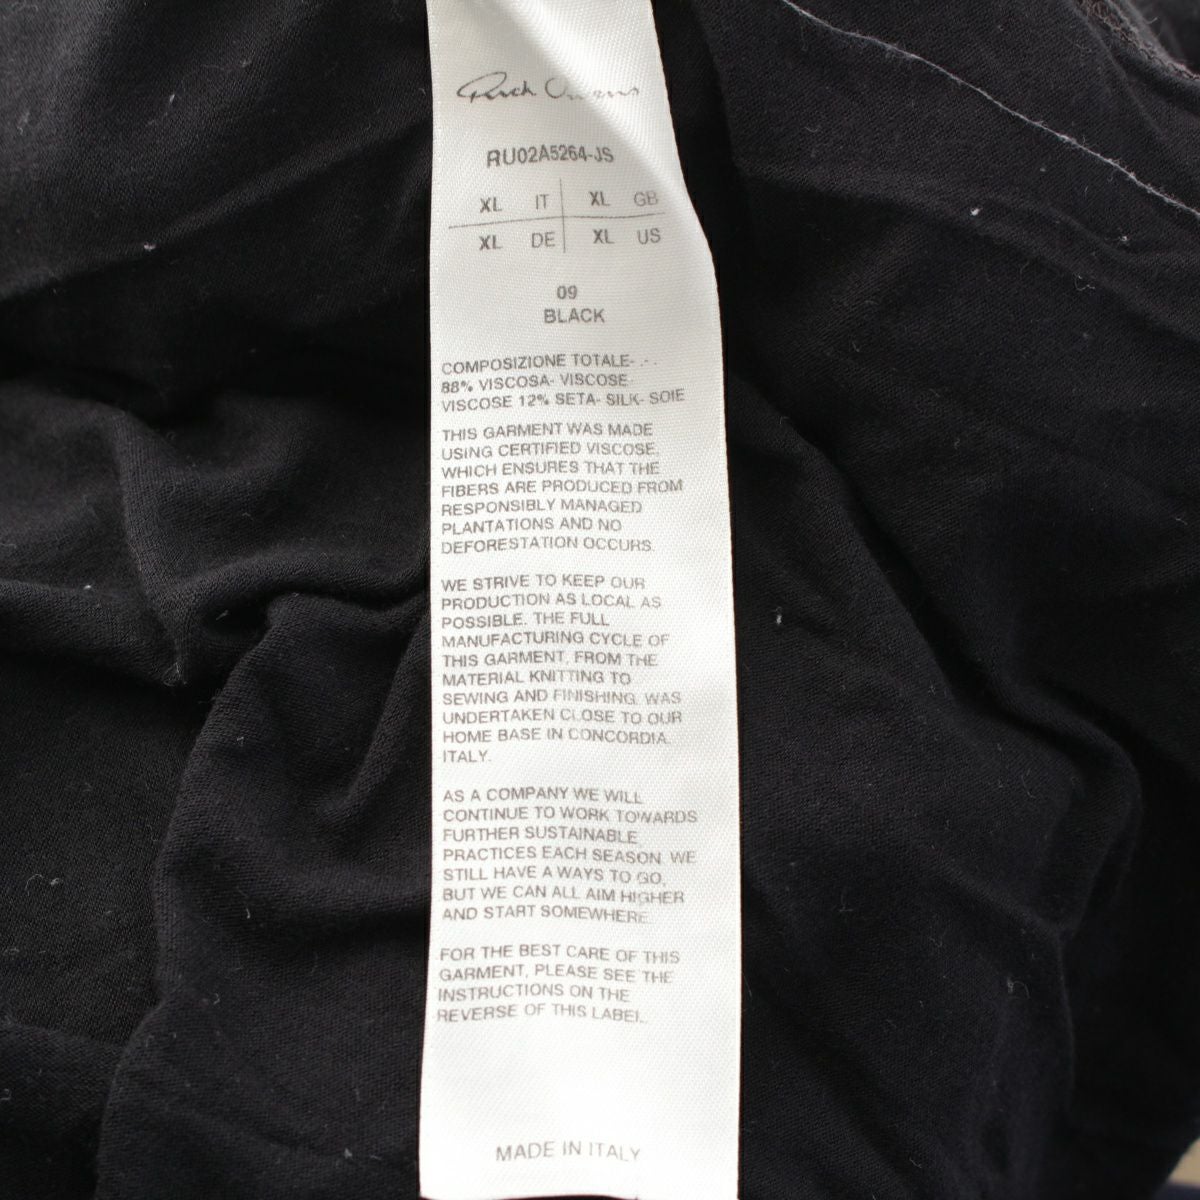 Rick Owens
RU02A5264-JS
XL IT XL GB
XL DE XL US
09
BLACK
COMPOSIZIONE TOTALE- - -
88% VISCOSA- VISCOSE-
VISCOSE 12% SETA- SILK- SOIE
THIS GARMENT WAS MADE
USING CERTIFIED VISCOSE,
WHICH ENSURES THAT THE
FIBERS ARE PRODUCED FROM
RESPONSIBLY MANAGED
PLANTATIONS AND NO
DEFORESTATION OCCURS.
WE STRIVE TO KEEP OUR
PRODUCTION AS LOCAL AS
POSSIBLE. THE FULL
MANUFACTURING CYCLE OF
THIS GARMENT, FROM THE
MATERIAL KNITTING TO
SEWING AND FINISHING, WAS
UNDERTAKEN CLOSE TO OUR
HOME BASE IN CONCORDIA,
ITALY.
AS A COMPANY WE WILL
CONTINUE TO WORK TOWARDS
FURTHER SUSTAINABLE
PRACTICES EACH SEASON. WE
STILL HAVE A WAYS TO GO,
BUT WE CAN ALL AIM HIGHER
AND START SOMEWHERE.
FOR THE BEST CARE OF THIS
GARMENT, PLEASE SEE THE
INSTRUCTIONS ON THE
REVERSE OF THIS LABEL.
MADE IN ITALY